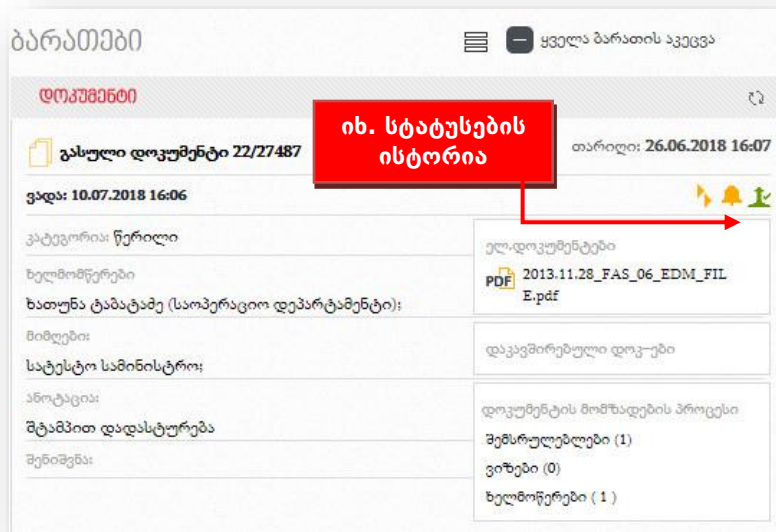 ბარათები
ყველა ბარათის აკეცვა
დოკუმენტი
იხ. სტატუსების
ისტორია
გასული დოკუმენტი 22/27487
თარიღი: 26.06.2018 16:07
ვადა: 10.07.2018 16:06
კატეგორია: წერილი
ხელმომწერები
ხათუნა ტაბატაძე (საოპერაციო დეპარტამენტი);
მიმღები:
სატესტო სამინისტრო;
ანოტაცია:
შტამპით დადასტურება
შენიშვნა:
ელ.დოკუმენტები
PDF 2013.11.28_FAS_06_EDM_FIL
E.pdf
დაკავშირებული დოკ-ები
დოკუმენტის მომზადების პროცესი
შემსრულებლები (1)
ვიზები (0)
ხელმოწერები ( 1 )